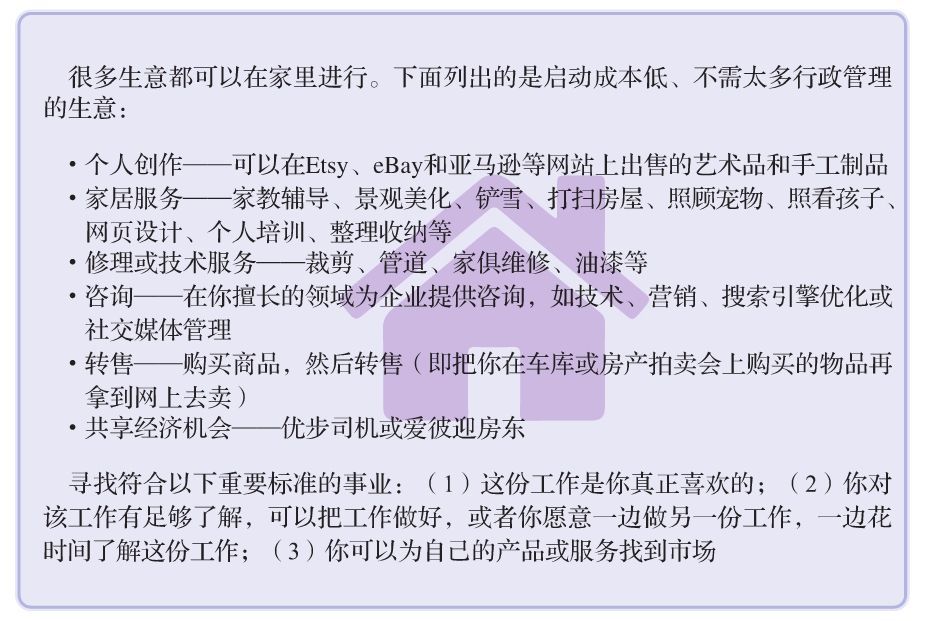 很多生意都可以在家里进行。下面列出的是启动成本低、不需太多行政管理
的生意：
• 个人创作——可以在Etsy、eBay和亚马逊等网站上出售的艺术品和手工制品
• 家居服务——家教辅导、景观美化、铲雪、打扫房屋、照顾宠物、照看孩子、
网页设计、个人培训、整理收纳等
• 修理或技术服务——裁剪、管道、家俱维修、油漆等
• 咨询——在你擅长的领域为企业提供咨询，如技术、营销、搜索引擎优化或
社交媒体管理
• 转售——购买商品，然后转售（即把你在车库或房产拍卖会上购买的物品再
拿到网上去卖）
• 共享经济机会——优步司机或爱彼迎房东
寻找符合以下重要标准的事业：（1）这份工作是你真正喜欢的；（2）你对
该工作有足够了解，可以把工作做好，或者你愿意一边做另一份工作，一边花
时间了解这份工作；（3）你可以为自己的产品或服务找到市场